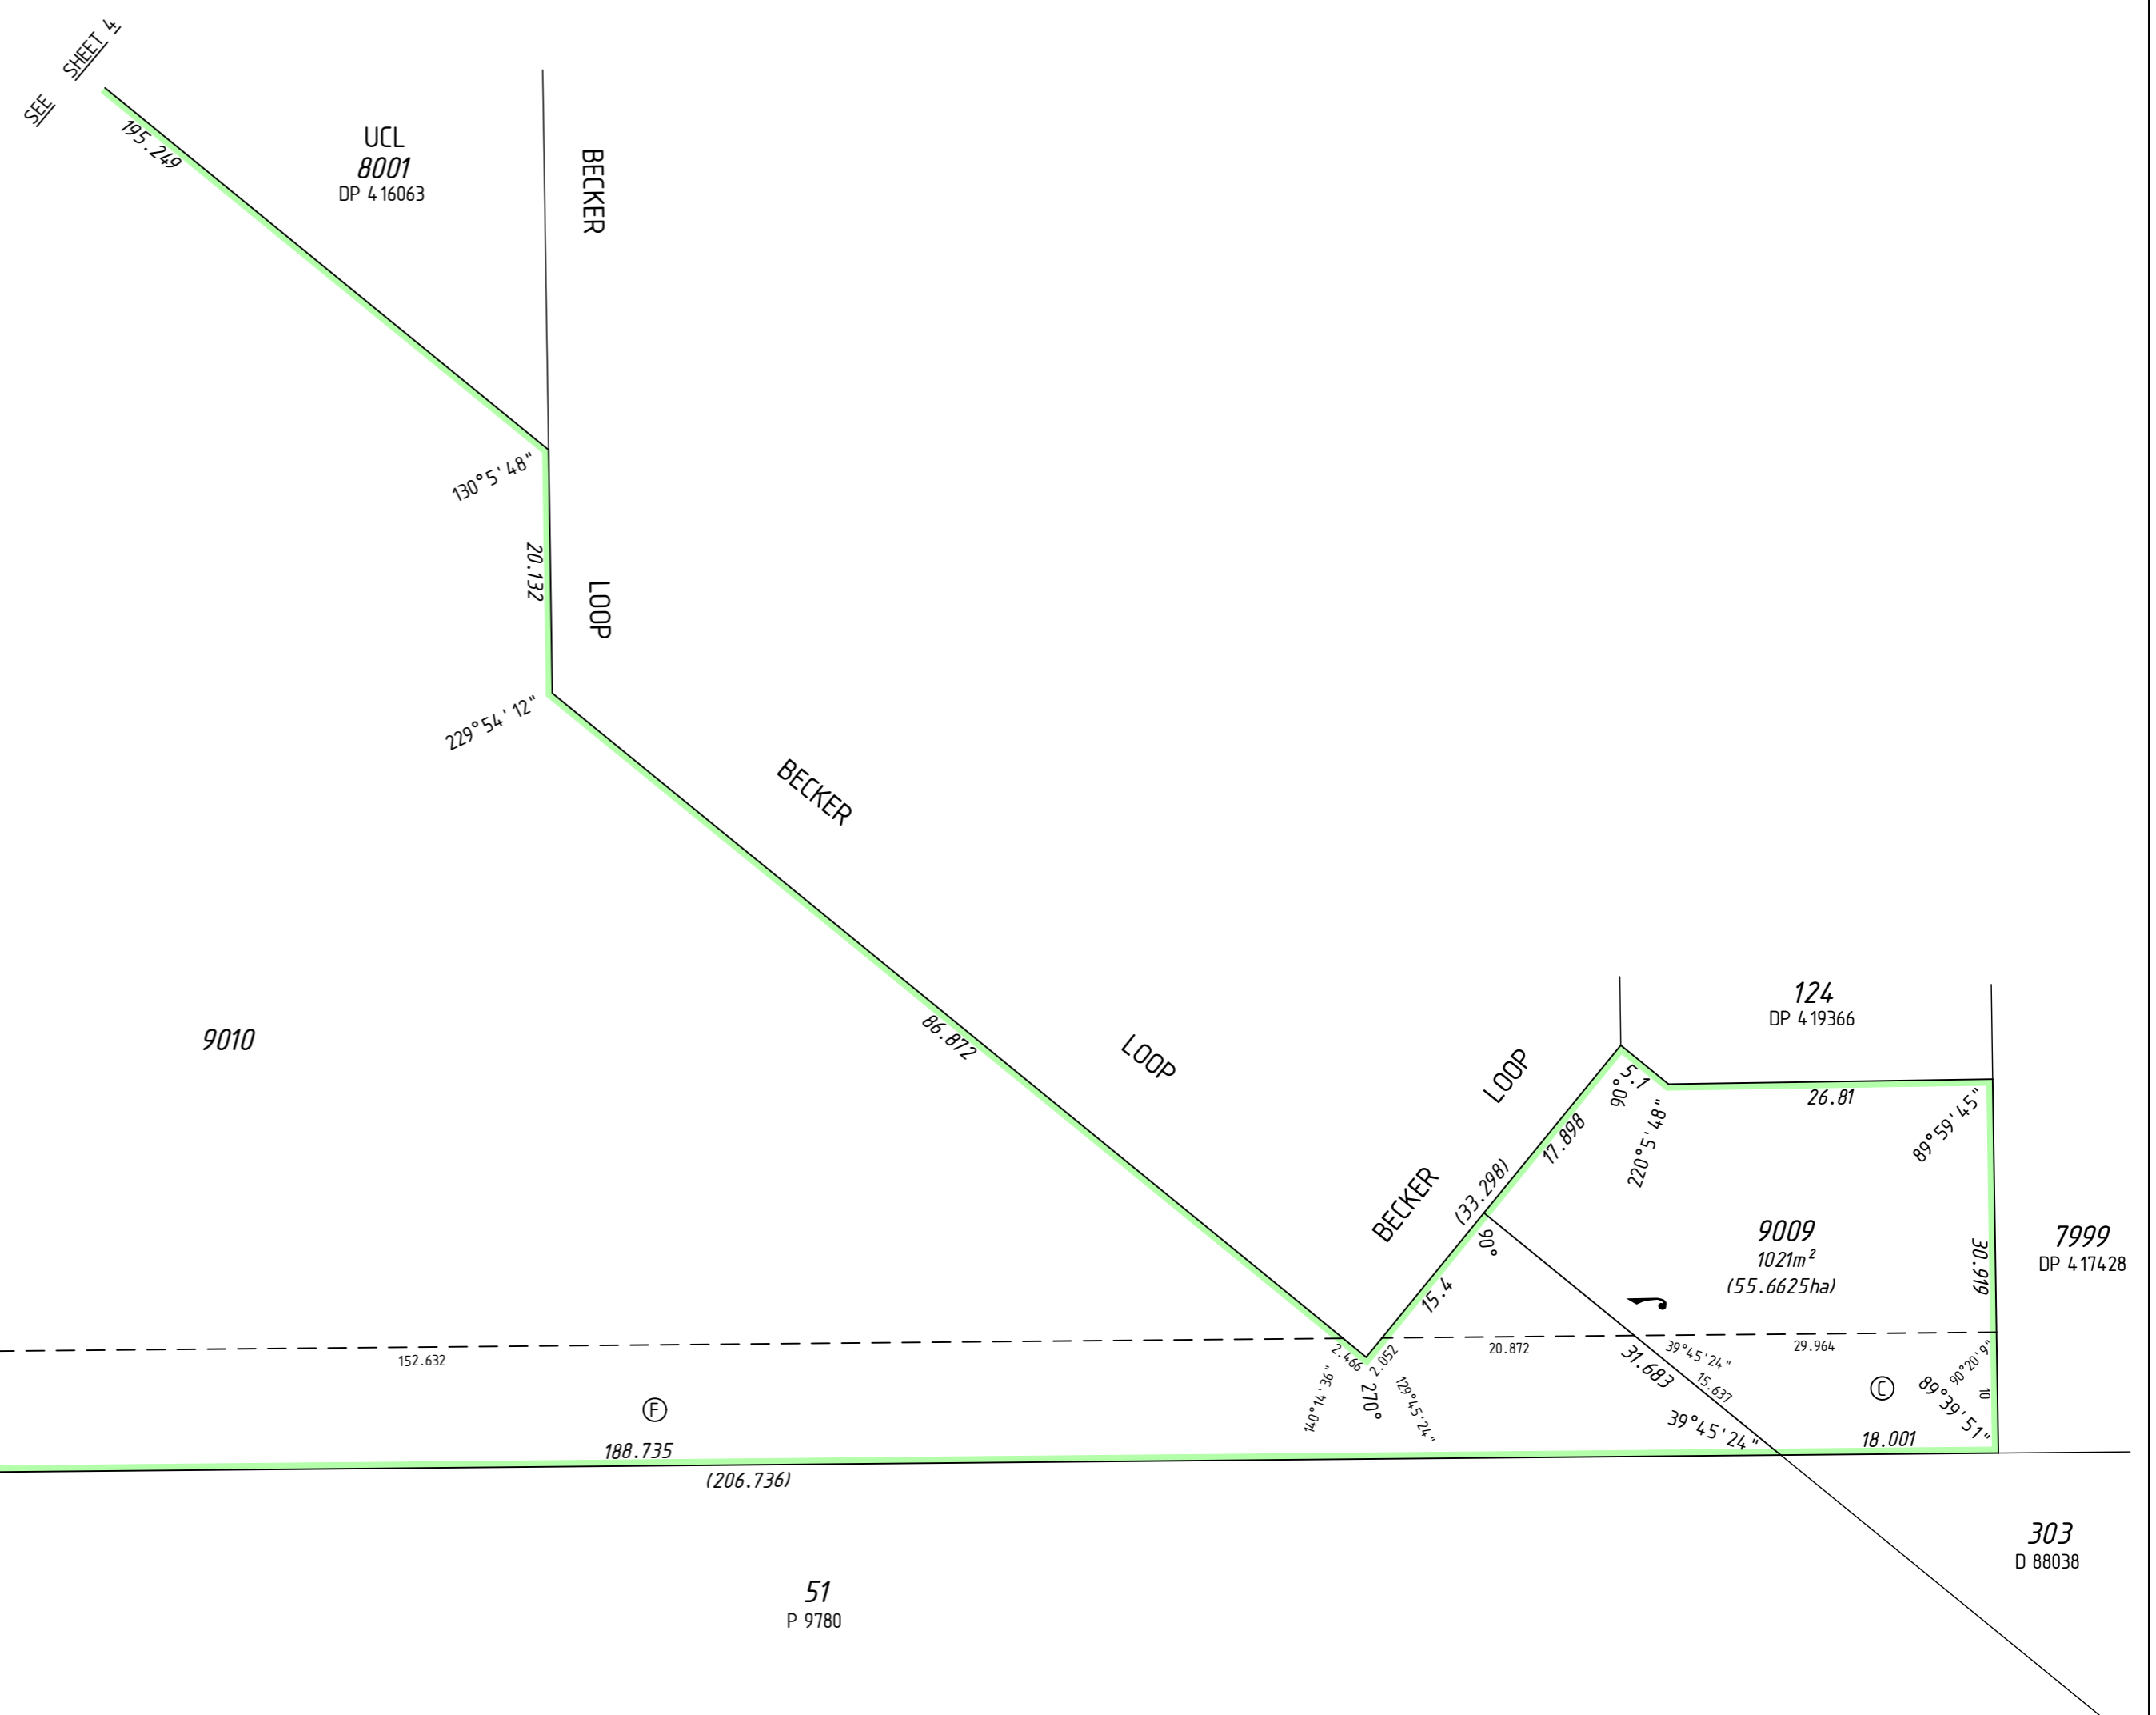 SEE SHEET 4
195.249
UCL
8001
DP 416063
BECKER
130°5'48"
20.132
LOOP
229°54'12"
BECKER
86.872
LOOP
9010
124
DP 419366
LOOP
5.1
90°
26.81
220°5'48"
89°59'45"
17.898
(33.298)
BECKER
90°
9009
1021m²
(55.6625ha)
30.919
7999
DP 417428
15.4
152.632
2.466
2.052
20.872
39°45'24"
29.964
90°20'9"
31.683
15.637
10
140°14'36"
270°
129°45'24"
C
89°39'51"
F
39°45'24"
18.001
188.735
(206.736)
303
D 88038
51
P 9780